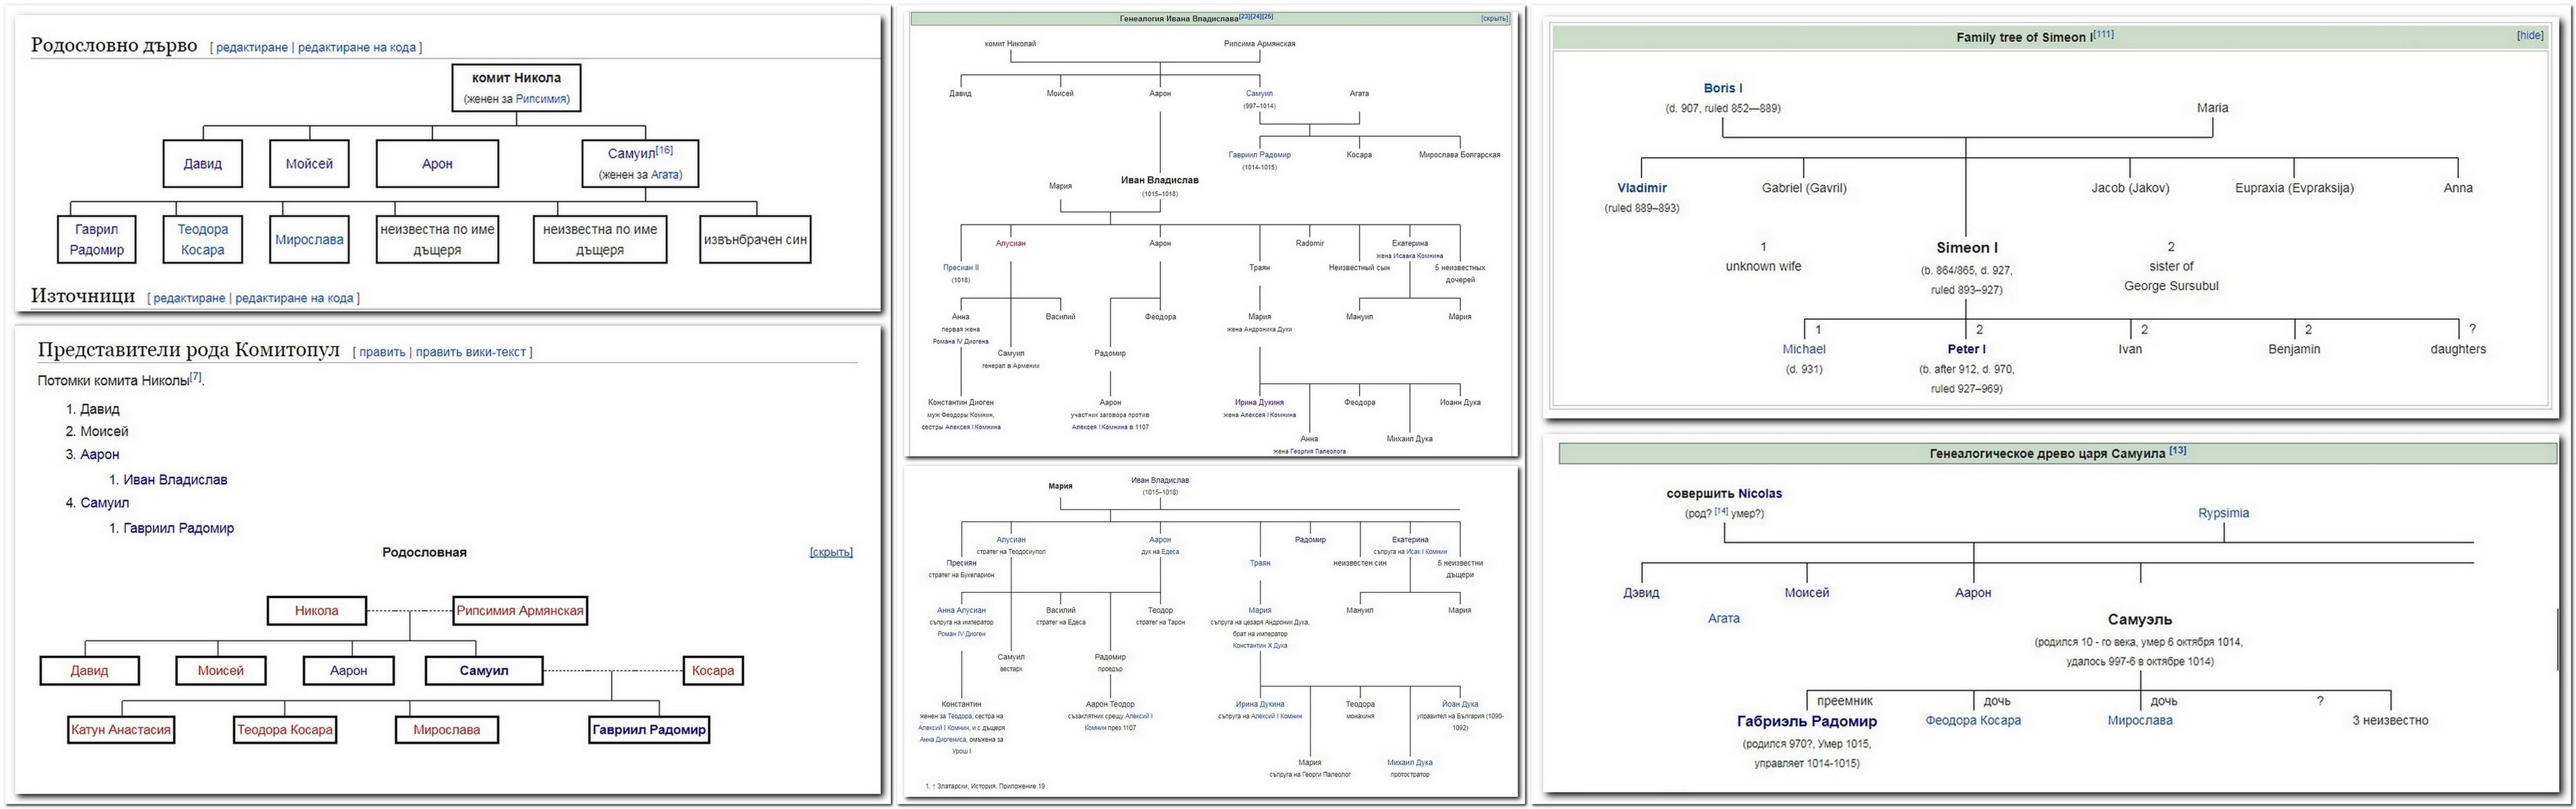 Родословно дърво [ редактиране | редактиране на кода ]
комит Никола
(женен за Рипсимия)
Давид Мойсей Арон Самуил[16]
(женен за Агата)
Гаврил Радомир
Теодора Косара
Мирослава
неизвестна по име дъщеря
неизвестна по име дъщеря
извънбрачен син
Източници [ редактиране | редактиране на кода ]
Представители рода Комитопул [ править | править вики-текст ]
Потомки комита Николы[7].
1. Давид
2. Моисей
3. Аарон
1. Иван Владислав
4. Самуил
1. Гавриил Радомир
Родословная [скрыть]
Никола Рипсимия Армянская
Давид Моисей Аарон Самуил Косара
Катун Анастасия Теодора Косара Мирослава Гавриил Радомир
Генеалогия Ивана Владислава[23][24][25] [скрыть]
комит Николай Рипсима Армянская
Давид Моисей Аарон Самуил Агата
(997–1014)
Гавриил Радомир Косара Мирослава Болгарская
(1014-1015)
Мария Иван Владислав
(1015–1018)
Алусиан Аарон Radomir Екатерина
жена Исаака Комнина
Пресиан II Траян Неизвестный сын 5 неизвестных
(1018) дочерей
Анна Василий Феодора Мария Мануил Мария
первая жена жена Андроника Дуки
Романа IV Диогена
Самуил Радомир
генерал в Армении
Константин Диоген Аарон Ирина Дукиня Феодора Иоанн Дука
муж Феодоры Комнин, участник заговора против жена Алексея I Комнина
сестры Алексея I Комнина Алексея I Комнина в 1107
Анна Михаил Дука
жена Георгия Палеолога
Мария Иван Владислав
(1015–1018)
Алусиан Аарон Радомир Екатерина
стратег на Теодосиупол дук на Едеса съпруга на Исак I Комнин
Пресиян Траян неизвестен син 5 неизвестни
стратег на Букеларион дъщери
Анна Алусиан Василий Теодор Мария Мануил Мария
съпруга на император стратег на Едеса стратег на Тарон съпруга на цезаря Андроник Дука,
Роман IV Диоген брат на император
Константин X Дука
Самуил Радомир
вестарх проедър
Константин Аарон Теодор Ирина Дукина Теодора Йоан Дука
женен за Теодора, сестра на съзаклятник срещу Алексий I съпруга на Алексий I Комнин монахиня управител на България (1090-
Алексий I Комнин, и с дъщеря Комнин през 1107 1092)
Анна Диогениса, омъжена за
Урош I
Мария Михаил Дука
съпруга на Георги Палеолог протостратор
1. ↑ Златарски, История. Приложение 19
Family tree of Simeon I[111] [hide]
Boris I Maria
(d. 907, ruled 852—889)
Vladimir Gabriel (Gavril) Jacob (Jakov) Eupraxia (Evpraksija) Anna
(ruled 889–893)
1 Simeon I 2
unknown wife (b. 864/865, d. 927, sister of
ruled 893–927) George Sursubul
1 2 2 2 ?
Michael Peter I Ivan Benjamin daughters
(d. 931) (b. after 912, d. 970,
ruled 927–969)
Генеалогическое древо царя Самуила [13]
совершить Nicolas Rypsimia
(род? [14] умер?)
Дэвид Моисей Аарон
Агата Самуэль
(родился 10 - го века, умер 6 октября 1014,
удалось 997-6 в октябре 1014)
преемник дочь дочь ?
Габриэль Радомир Феодора Косара Мирослава 3 неизвестно
(родился 970?, Умер 1015,
управляет 1014-1015)